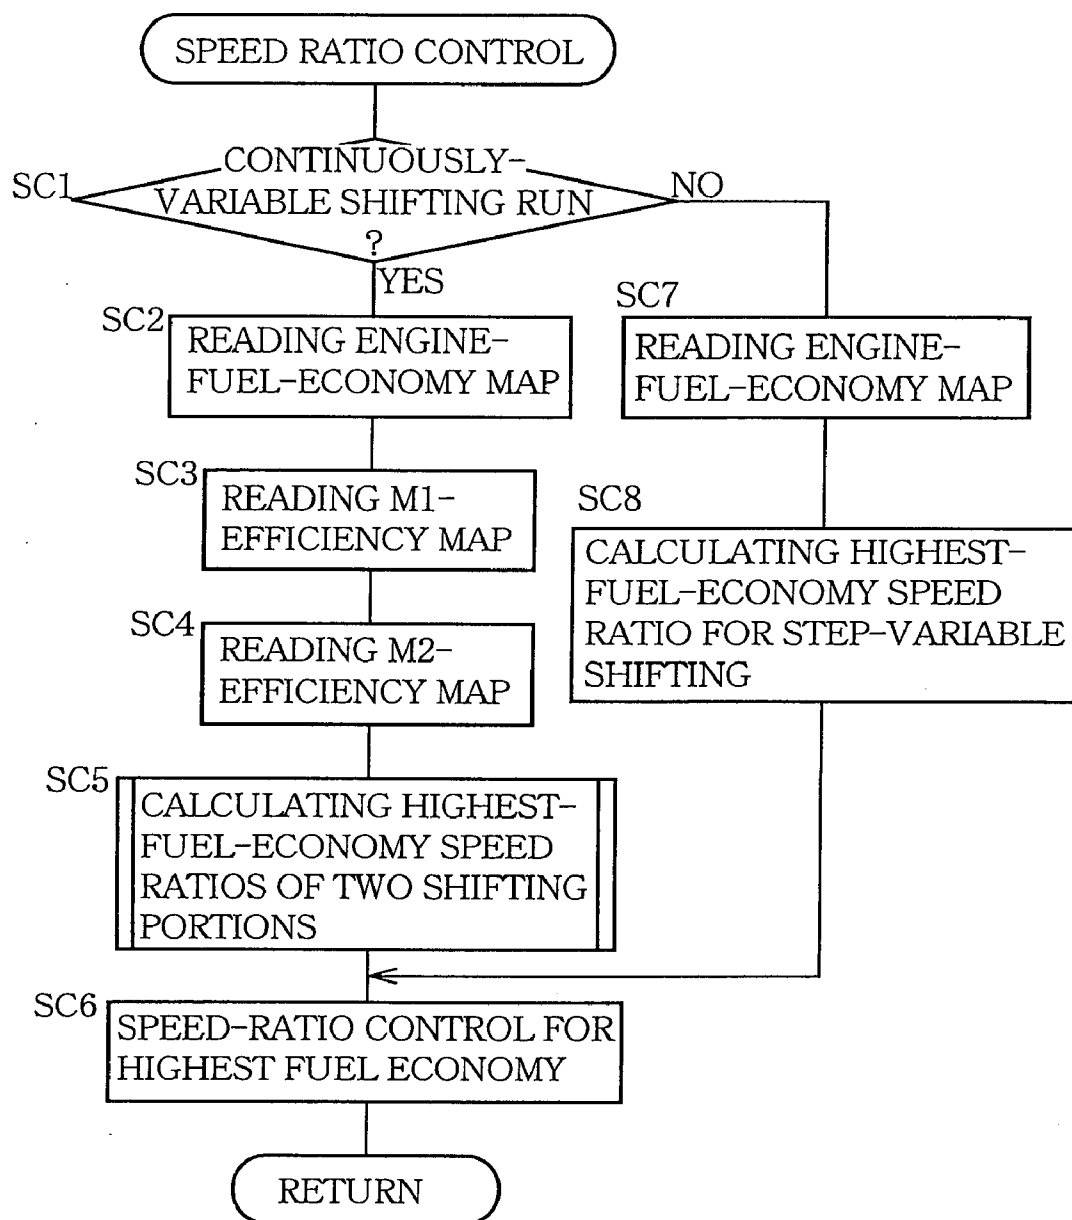 SPEED RATIO CONTROL
SC1
CONTINUOUSLY-
VARIABLE SHIFTING RUN
?
NO
YES
SC2
READING ENGINE-
FUEL-ECONOMY MAP
SC3
READING M1-
EFFICIENCY MAP
SC4
READING M2-
EFFICIENCY MAP
SC5
CALCULATING HIGHEST-
FUEL-ECONOMY SPEED
RATIOS OF TWO SHIFTING
PORTIONS
SC7
READING ENGINE-
FUEL-ECONOMY MAP
SC8
CALCULATING HIGHEST-
FUEL-ECONOMY SPEED
RATIO FOR STEP-VARIABLE
SHIFTING
SC6
SPEED-RATIO CONTROL FOR
HIGHEST FUEL ECONOMY
RETURN